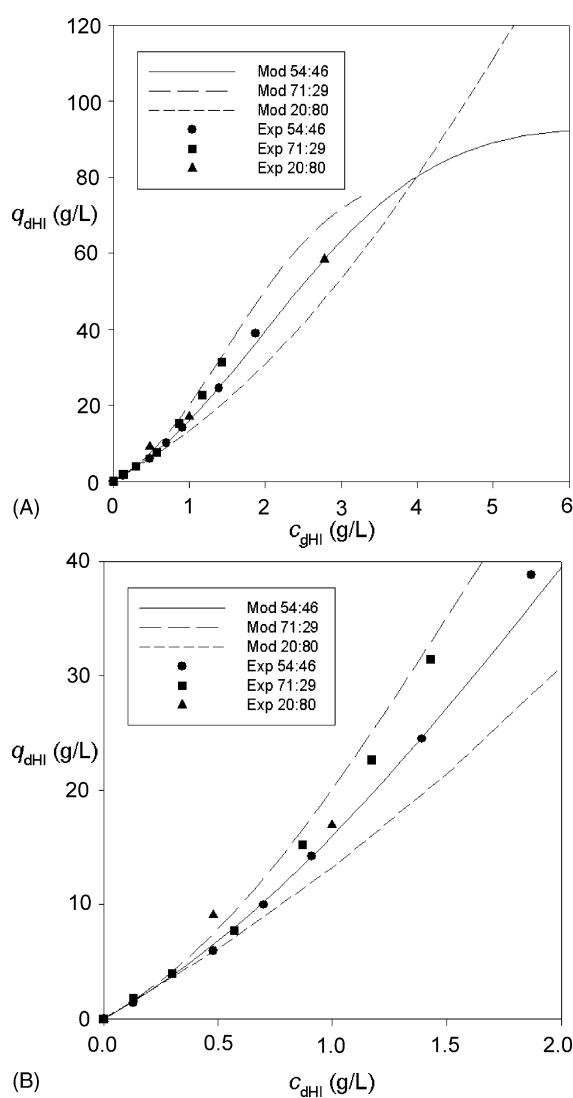 120
100
80
60
40
20
0
q_dHI (g/L)
Mod 54:46
Mod 71:29
Mod 20:80
Exp 54:46
Exp 71:29
Exp 20:80
0 1 2 3 4 5 6
(A)
c_dHI (g/L)
40
30
20
10
0
q_dHI (g/L)
Mod 54:46
Mod 71:29
Mod 20:80
Exp 54:46
Exp 71:29
Exp 20:80
0.0 0.5 1.0 1.5 2.0
(B)
c_dHI (g/L)